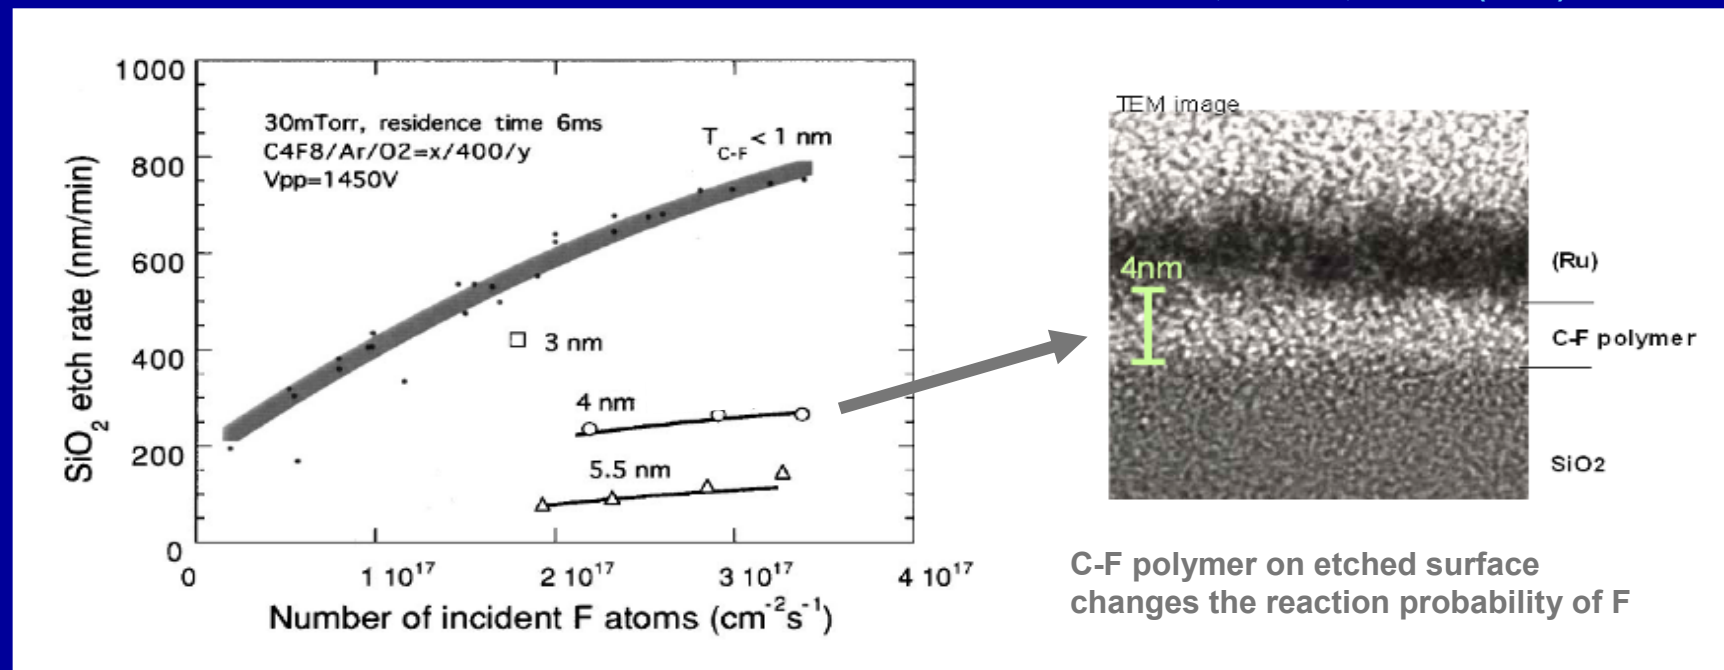 1000
800
600
400
200
0
SiO2 etch rate (nm/min)
30mTorr, residence time 6ms
C4F8/Ar/O2=x/400/y
Vpp=1450V
TC-F < 1 nm
3 nm
4 nm
5.5 nm
0
1 10^17
2 10^17
3 10^17
4 10^17
Number of incident F atoms (cm^-2s^-1)
TEM image
4nm
(Ru)
C-F polymer
SiO2
C-F polymer on etched surface
changes the reaction probability of F